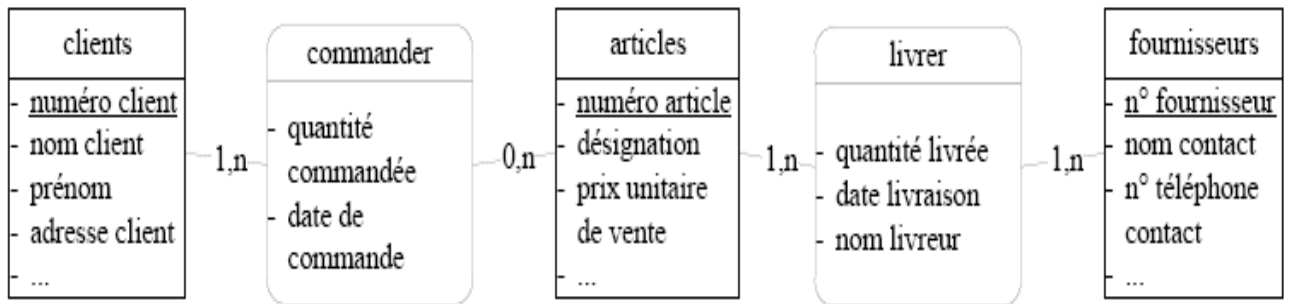 clients
- numéro client
- nom client
- prénom
- adresse client
- ...
1,n
commander
- quantité
commandée
- date de
commande
0,n
articles
- numéro article
- désignation
- prix unitaire
de vente
- ...
1,n
livrer
- quantité livrée
- date livraison
- nom livreur
1,n
fournisseurs
- n° fournisseur
- nom contact
- n° téléphone
contact
- ...